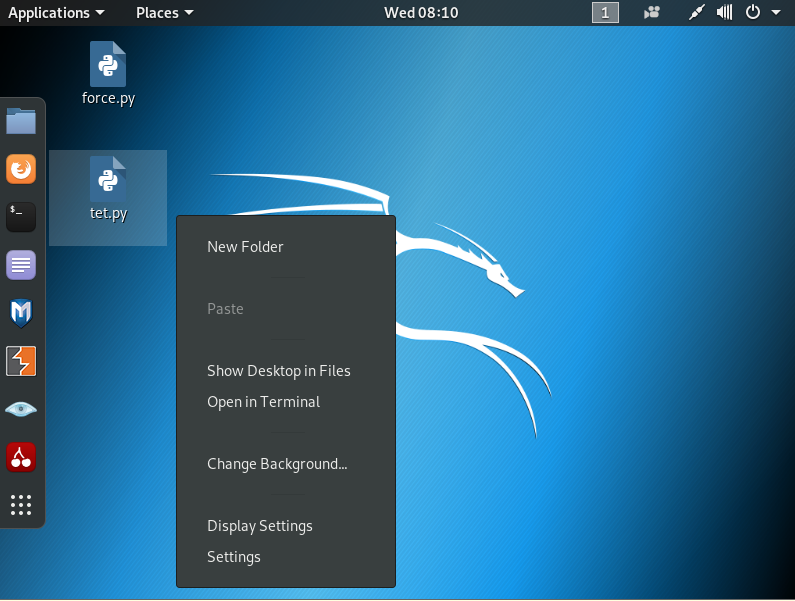 Applications
Places
Wed 08:10
1
force.py
tet.py
$_
New Folder
Paste
Show Desktop in Files
Open in Terminal
Change Background...
Display Settings
Settings